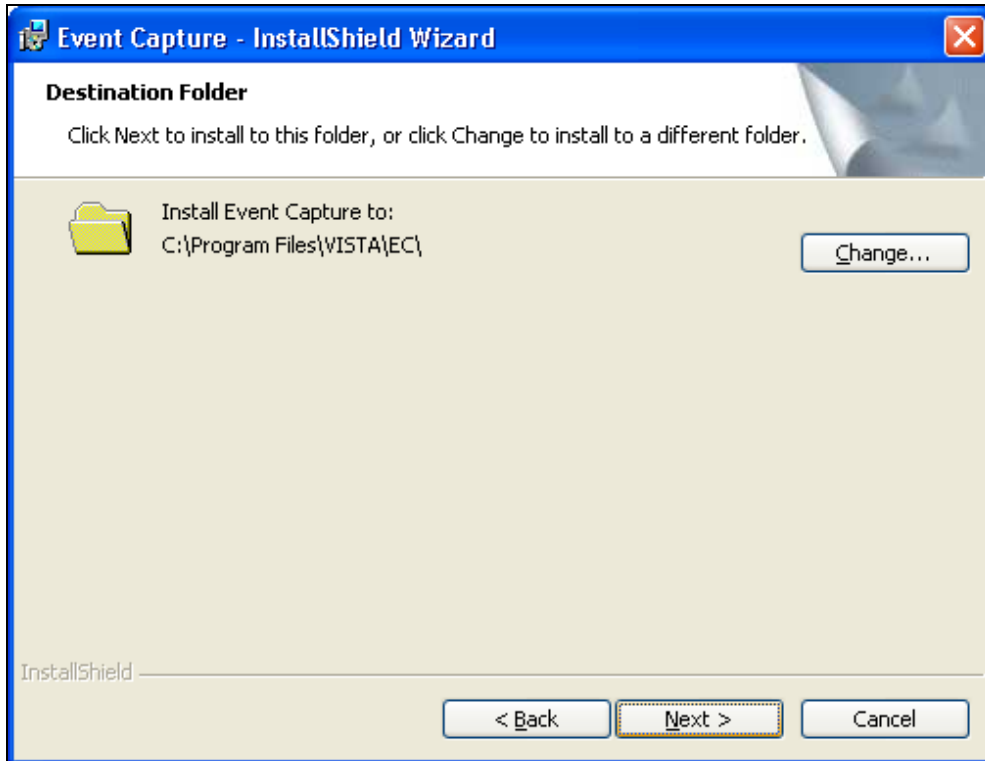 Event Capture - InstallShield Wizard
Destination Folder
Click Next to install to this folder, or click Change to install to a different folder.
Install Event Capture to:
C:\Program Files\VISTA\EC\
Change...
InstallShield
< Back
Next >
Cancel